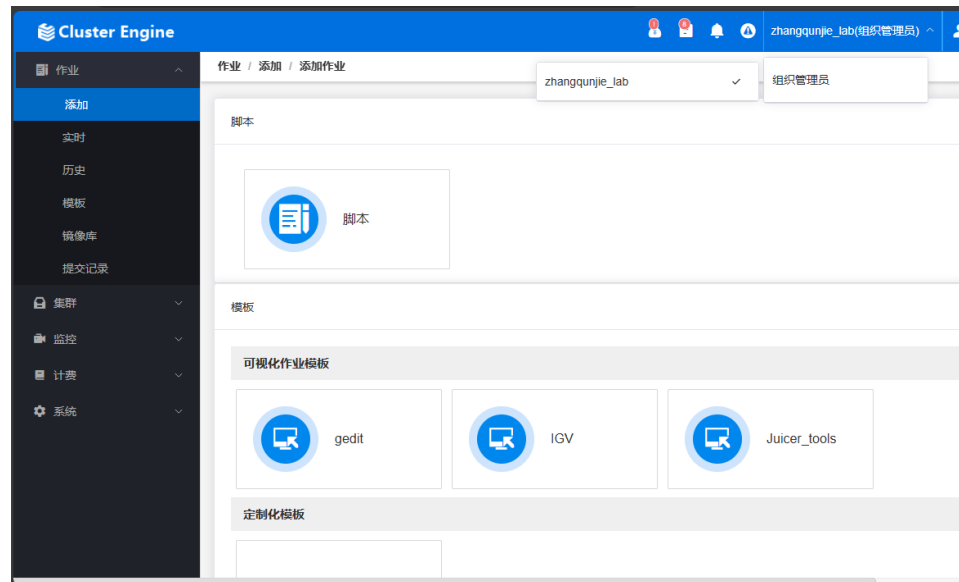 Cluster Engine
0
0
zhangqunjie_lab(组织管理员)
作业
作业 / 添加 / 添加作业
zhangqunjie_lab
组织管理员
添加
实时
历史
模板
镜像库
提交记录
集群
监控
计费
系统
脚本
脚本
模板
可视化作业模板
gedit
IGV
Juicer_tools
定制化模板